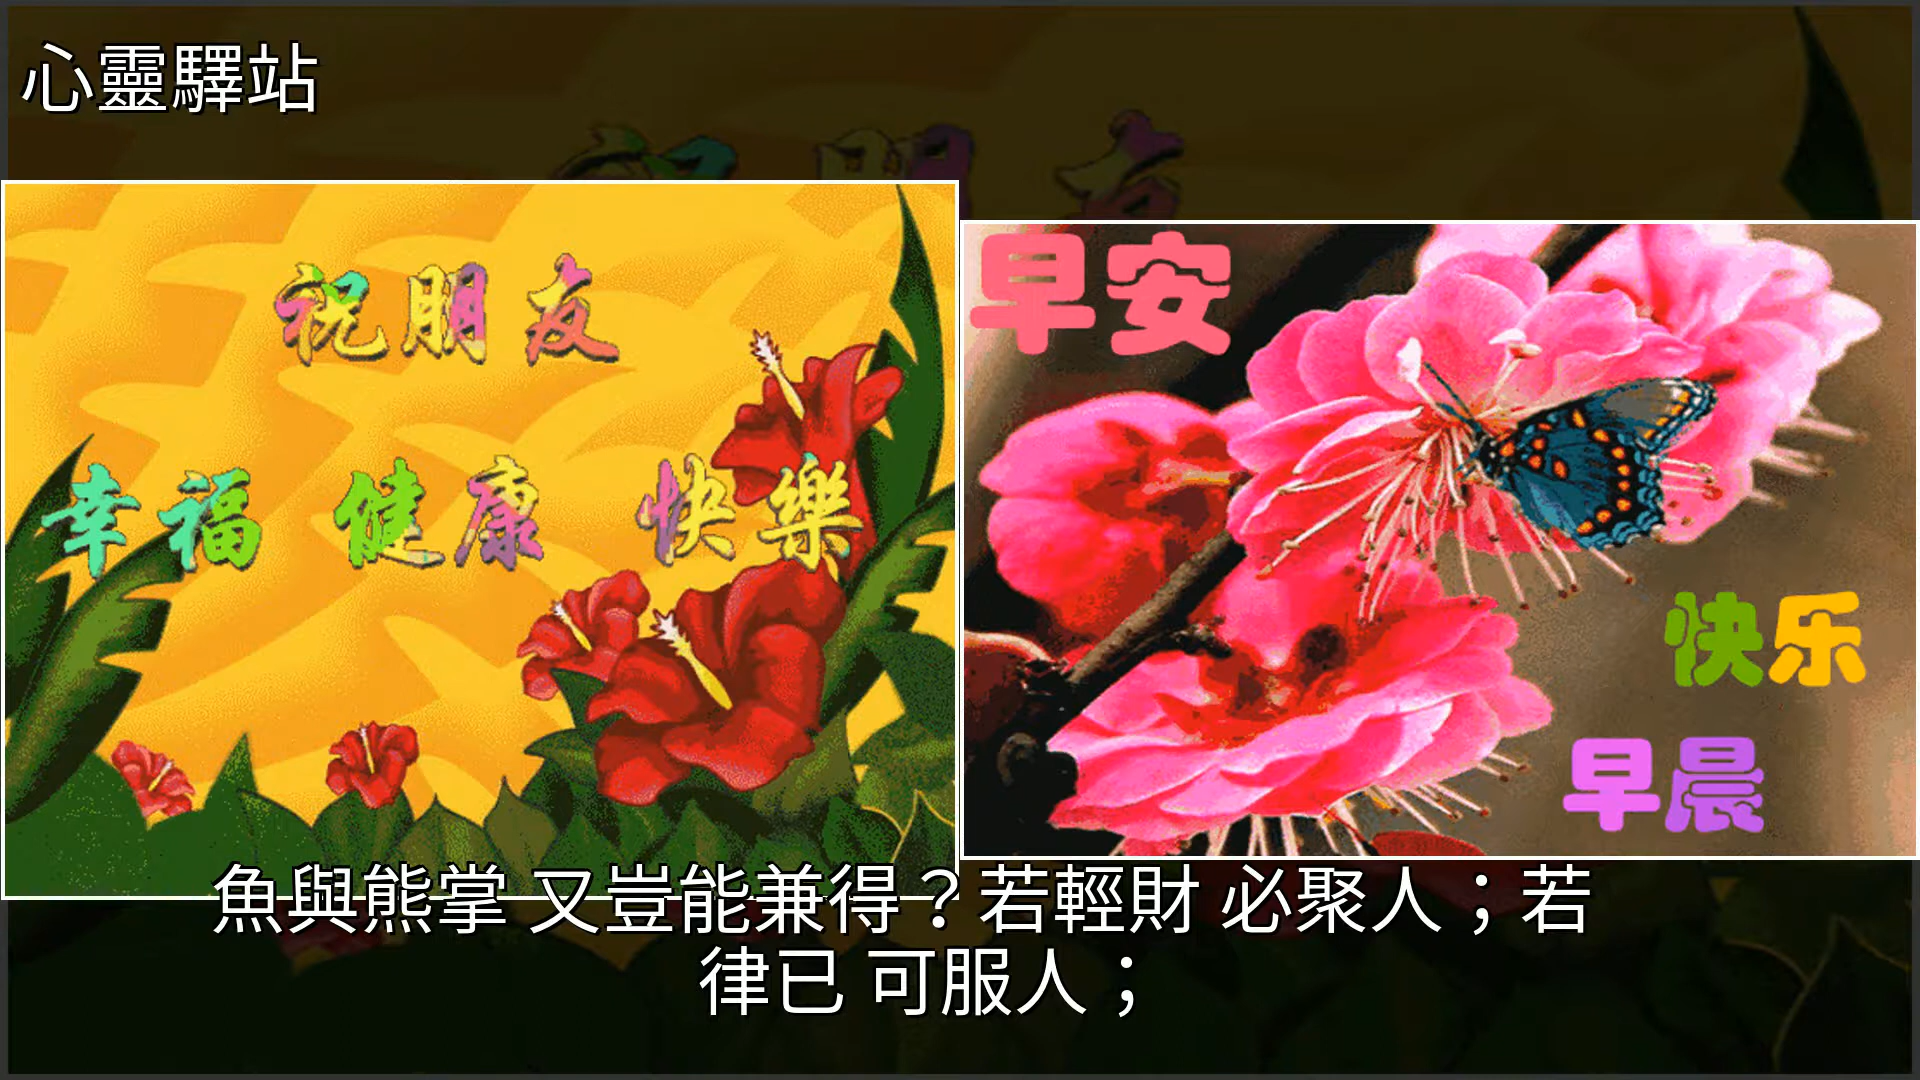 心靈驛站
祝朋友
幸福 健康 快樂
早安
快乐
早晨
魚與熊掌 又豈能兼得？若輕財 必聚人；若
律已 可服人；